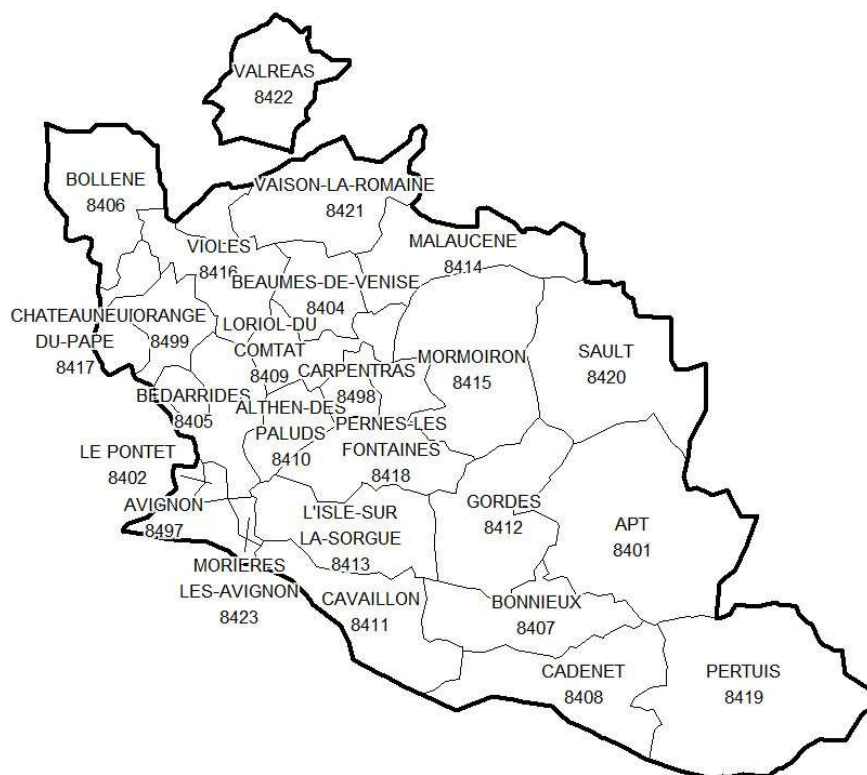 VALREAS
8422
BOLLENE
8406
VAISON-LA-ROMAINE
8421
VIOLES
8416
MALAUCENE
8414
BEAUMES-DE-VENISE
8404
CHATEAUNEU
DU-PAPE
8417
ORANGE
8499
LORIOL-DU
COMTAT
8409
CARPENTRAS
8498
MORMOIRON
8415
SAULT
8420
BEDARRIDES
8405
ALTHEN-DES
PALUDS
8410
PERNES-LES
FONTAINES
8418
LE PONTET
8402
AVIGNON
8497
L'ISLE-SUR
LA-SORGUE
8413
GORDES
8412
APT
8401
MORIERES
LES-AVIGNON
8423
CAVAILLON
8411
BONNIEUX
8407
CADENET
8408
PERTUIS
8419